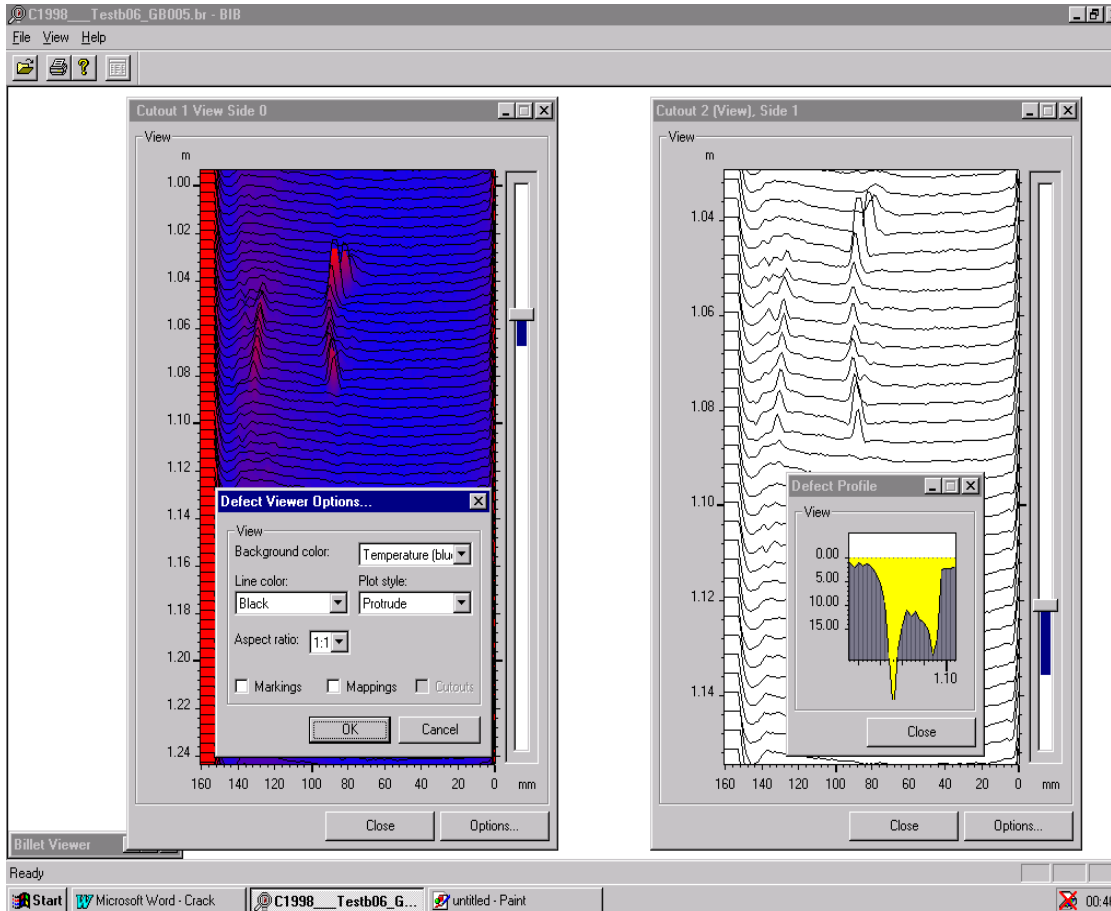 C1998___Testb06_GB005.br - BIB
File View Help
Cutout 1 View Side 0
View
m
1.00
1.02
1.04
1.06
1.08
1.10
1.12
1.14
1.16
1.18
1.20
1.22
1.24
160 140 120 100 80 60 40 20 0 mm
Close Options...
Defect Viewer Options...
View
Background color: Temperature (blu
Line color: Plot style:
Black Protrude
Aspect ratio: 1:1
Markings Mappings Cutouts
OK Cancel
Cutout 2 (View), Side 1
View
m
1.04
1.06
1.08
1.10
1.12
1.14
160 140 120 100 80 60 40 20 0 mm
Close Options...
Defect Profile
View
0.00
5.00
10.00
15.00
1.10
Close
Billet Viewer
Ready
Start Microsoft Word - Crack C1998___Testb06_G... untitled - Paint 00:46